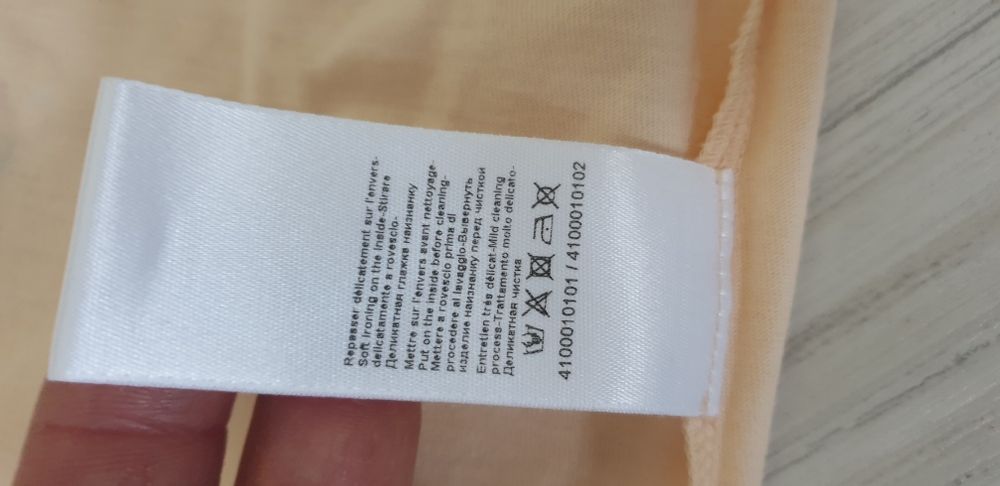 Repasser délicatement sur l'envers-
Soft ironing on the inside-Stirare
delicatamente a rovescio-
Деликатная глажка наизнанку
Mettre sur l'envers avant nettoyage-
Put on the inside before cleaning-
Mettere a rovescio prima di
procedere al lavaggio-Вывернуть
изделие наизнанку перед чисткой
Entretien très délicat-Mild cleaning
process-Trattamento molto delicato-
Деликатная чистка
4100010101 / 4100010102